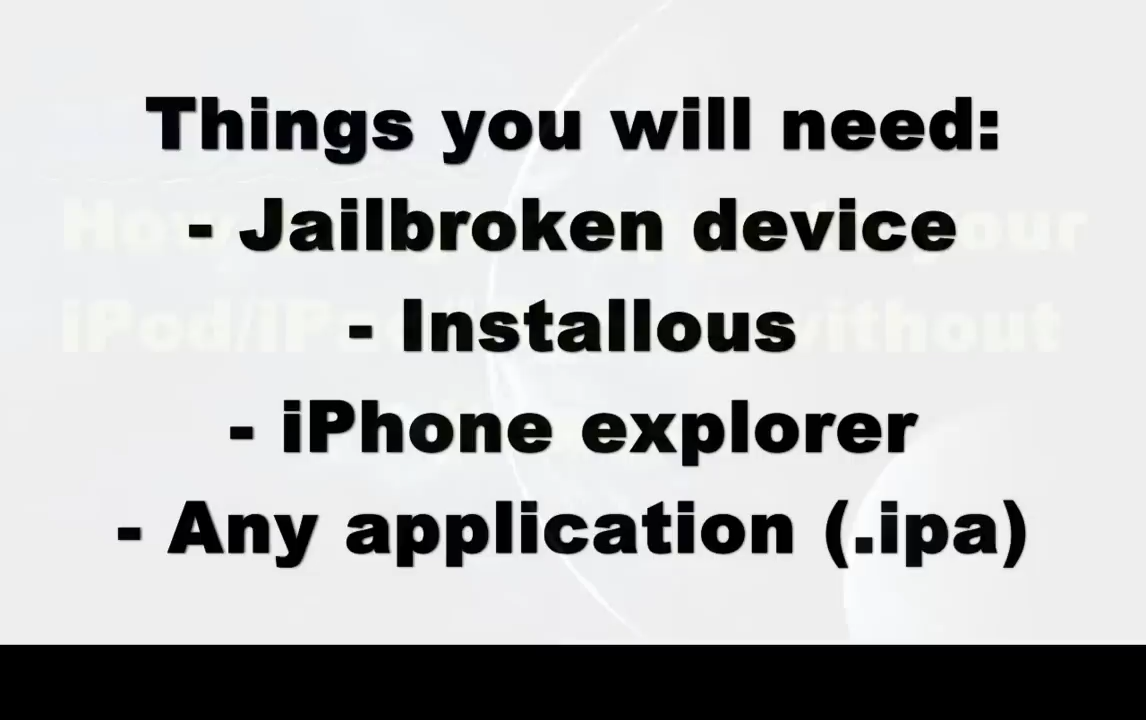 Things you will need:
- Jailbroken device
- Installous
- iPhone explorer
- Any application (.ipa)